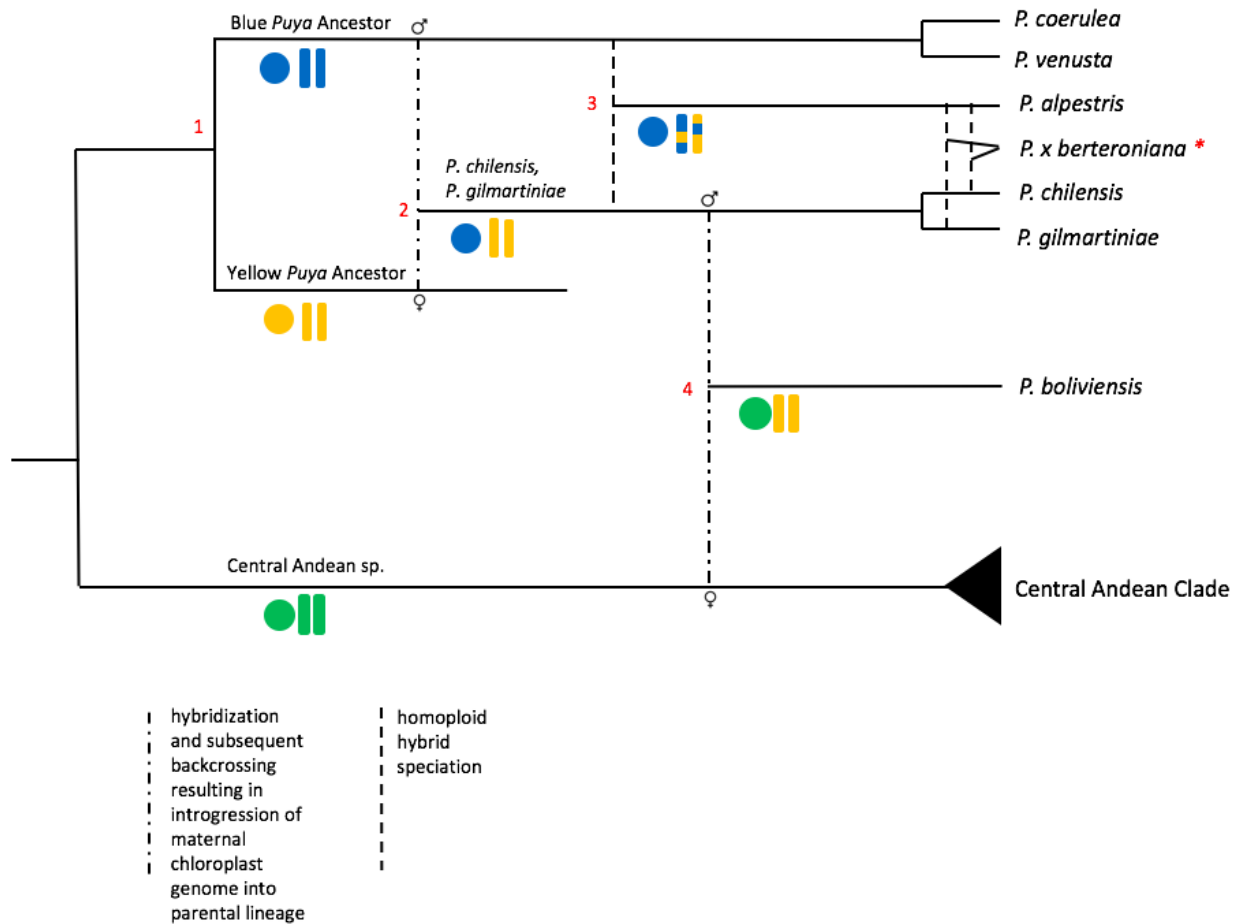 Blue Puya Ancestor
♂
P. coerulea
P. venusta
1
3
P. alpestris
P. x berteroniana *
P. chilensis,
P. gilmartiniae
2
♂
P. chilensis
P. gilmartiniae
Yellow Puya Ancestor
♀
4
P. boliviensis
Central Andean sp.
♀
Central Andean Clade
hybridization
and subsequent
backcrossing
resulting in
introgression of
maternal
chloroplast
genome into
parental lineage
homoploid
hybrid
speciation